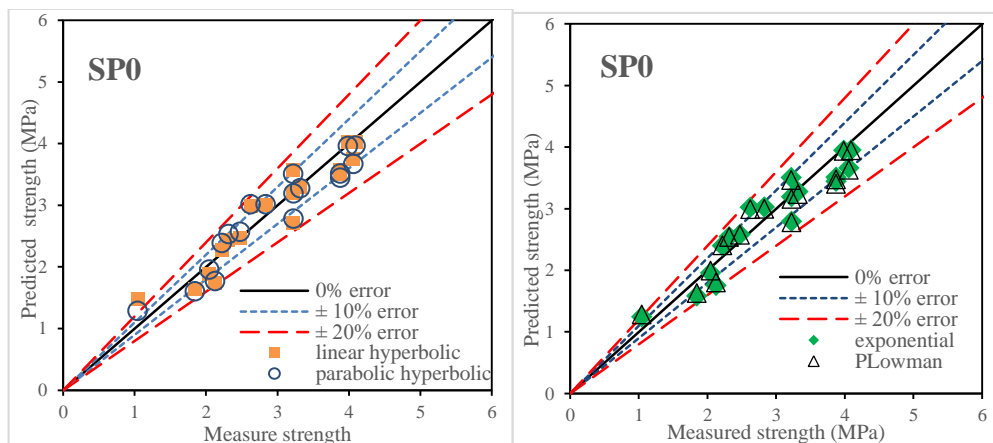 SP0
Predicted strength (MPa)
6
5
4
3
2
1
0
0% error
± 10% error
± 20% error
linear hyperbolic
parabolic hyperbolic
0 1 2 3 4 5 6
Measure strength
SP0
Predicted strength (MPa)
6
5
4
3
2
1
0
0% error
± 10% error
± 20% error
exponential
PLowman
0 1 2 3 4 5 6
Measured strength (MPa)